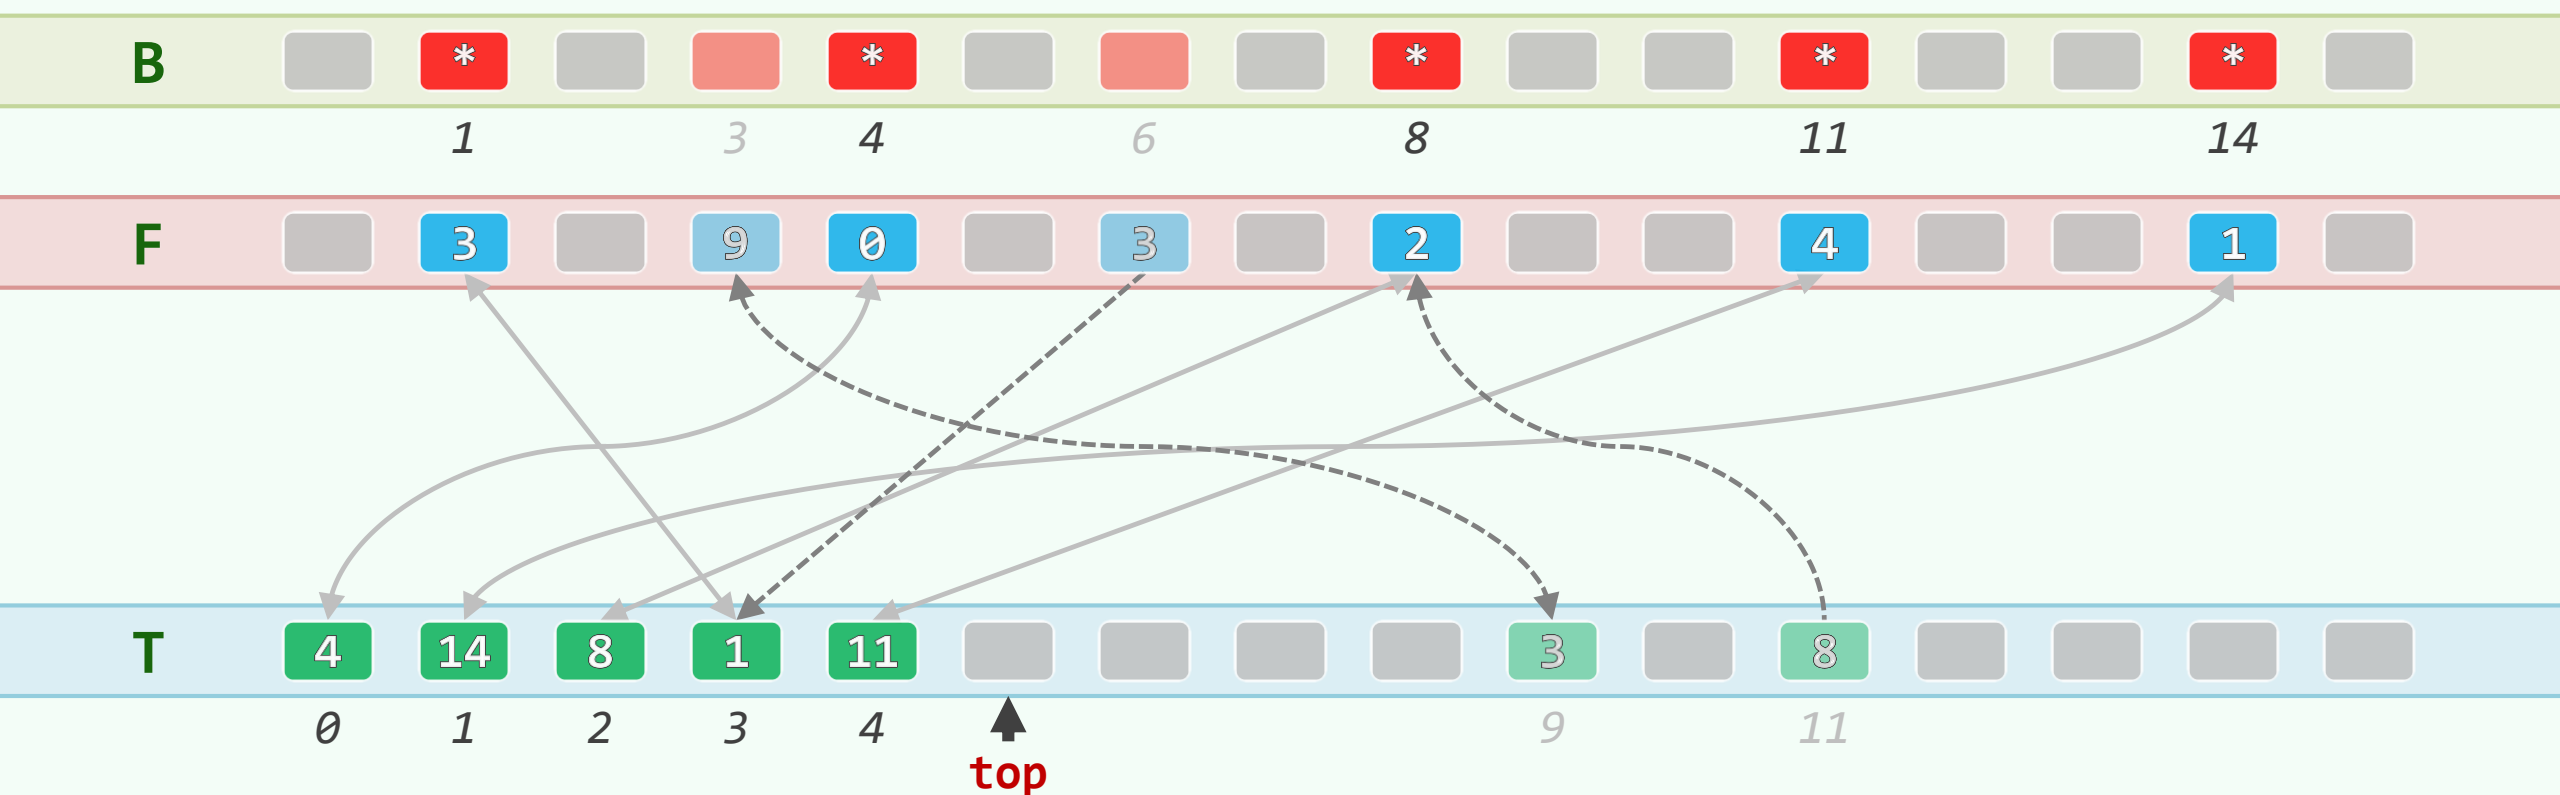 B * * * * *
1 3 4 6 8 11 14
F 3 9 0 3 2 4 1
T 4 14 8 1 11 3 8
0 1 2 3 4 9 11
top